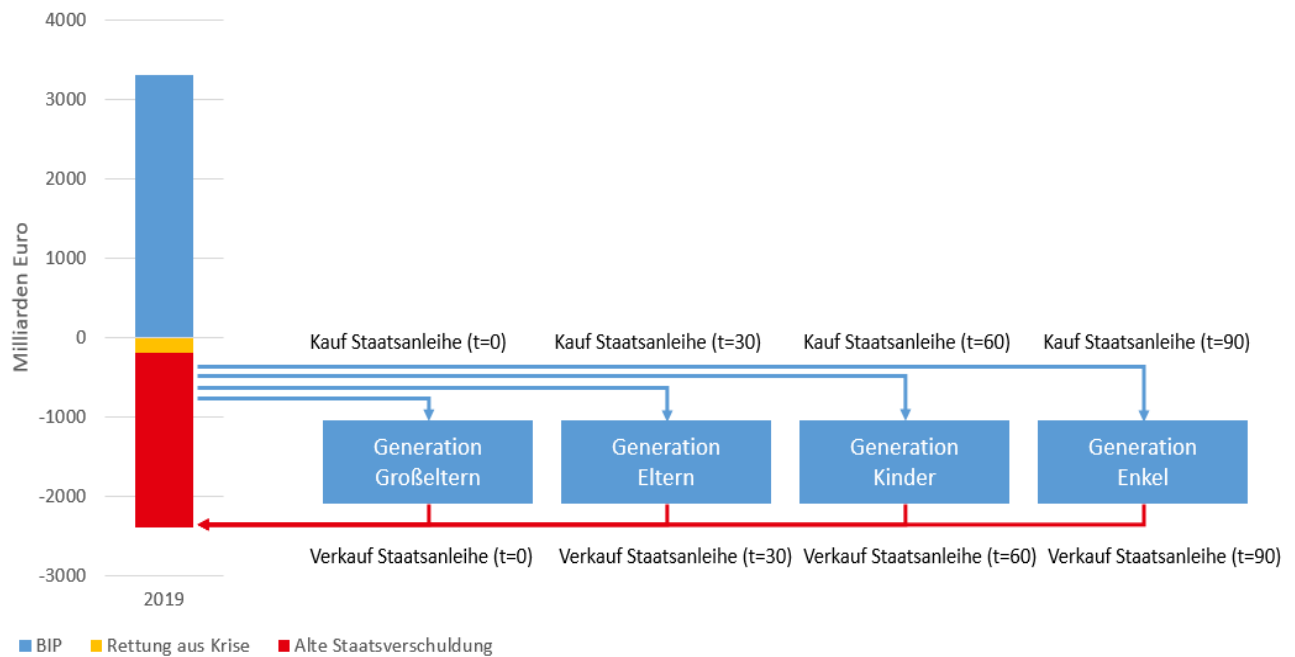 4000
3000
2000
1000
0
-1000
-2000
-3000
Milliarden Euro
2019
Kauf Staatsanleihe (t=0)
Kauf Staatsanleihe (t=30)
Kauf Staatsanleihe (t=60)
Kauf Staatsanleihe (t=90)
Generation
Großeltern
Generation
Eltern
Generation
Kinder
Generation
Enkel
Verkauf Staatsanleihe (t=0)
Verkauf Staatsanleihe (t=30)
Verkauf Staatsanleihe (t=60)
Verkauf Staatsanleihe (t=90)
BIP
Rettung aus Krise
Alte Staatsverschuldung